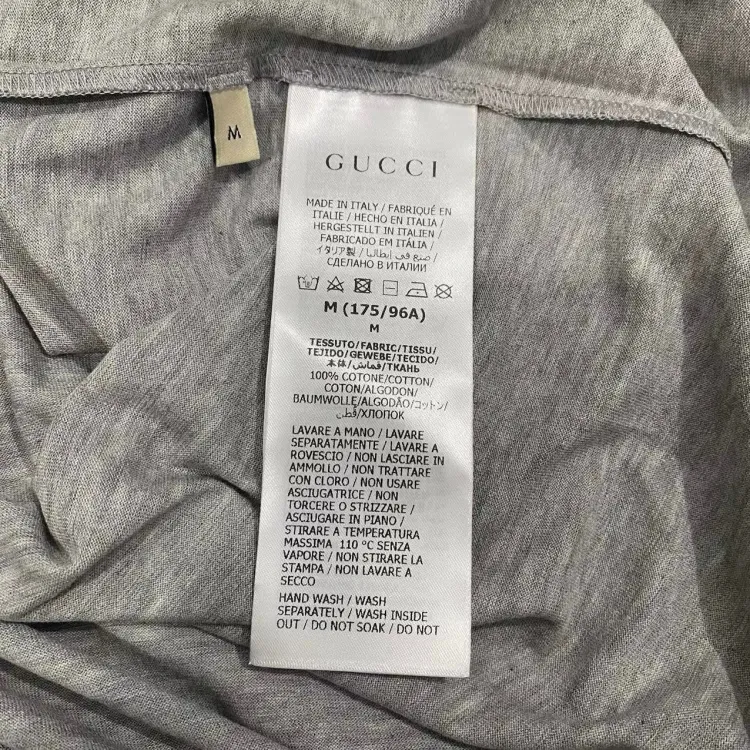 M
GUCCI
MADE IN ITALY / FABRIQUÉ EN
ITALIE / HECHO EN ITALIA /
HERGESTELLT IN ITALIEN /
FABRICADO EM ITÁLIA /
イタリア製 / صنع في إيطاليا /
СДЕЛАНО В ИТАЛИИ
M (175/96A)
M
TESSUTO/FABRIC/TISSU/
TEJIDO/GEWEBE/TECIDO/
本体/قماش/ТКАНЬ
100% COTONE/COTTON/
COTON/ALGODON/
BAUMWOLLE/ALGODÃO/コットン/
قطن/ХЛОПОК
LAVARE A MANO / LAVARE
SEPARATAMENTE / LAVARE A
ROVESCIO / NON LASCIARE IN
AMMOLLO / NON TRATTARE
CON CLORO / NON USARE
ASCIUGATRICE / NON
TORCERE O STRIZZARE /
ASCIUGARE IN PIANO /
STIRARE A TEMPERATURA
MASSIMA 110 °C SENZA
VAPORE / NON STIRARE LA
STAMPA / NON LAVARE A
SECCO
HAND WASH / WASH
SEPARATELY / WASH INSIDE
OUT / DO NOT SOAK / DO NOT